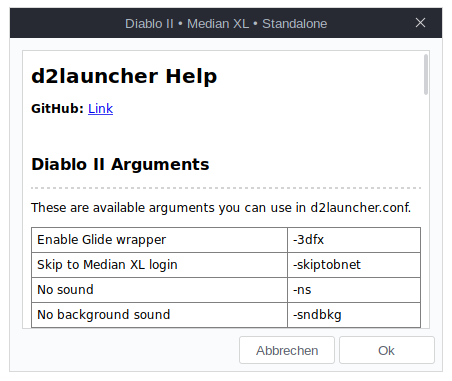 Diablo II • Median XL • Standalone
d2launcher Help
GitHub: Link
Diablo II Arguments
These are available arguments you can use in d2launcher.conf.
Enable Glide wrapper -3dfx
Skip to Median XL login -skiptobnet
No sound -ns
No background sound -sndbkg
Abbrechen Ok